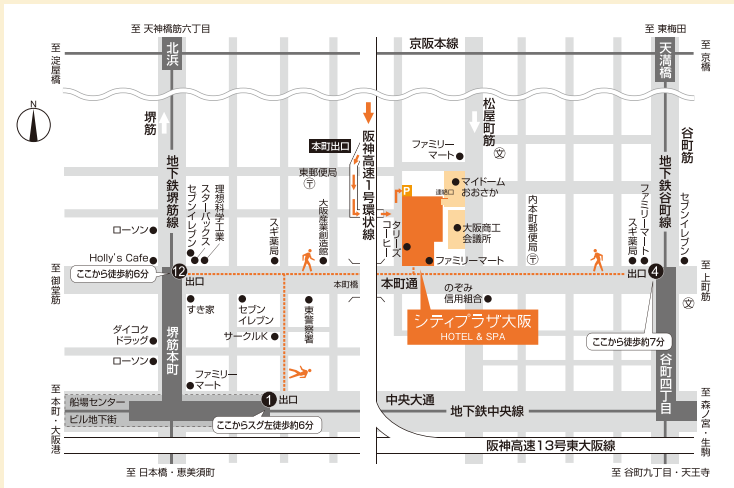 至 天神橋筋六丁目
至 東梅田
至 淀屋橋
北浜
京阪本線
天満橋
至 京橋
N
堺筋
本町出口
阪神高速1号環状線
松屋町筋
谷町筋
ファミリー
マート
文
東郵便局
〒
地下鉄堺筋線
P
連絡口
マイドーム
おおさか
内本町郵便局
〒
地下鉄谷町線
セブンイレブン
スターバックス
理想科学工業
スギ薬局
大阪産業創造館
タリーズ
コーヒー
大阪商工
会議所
スギ薬局
ファミリーマート
セブンイレブン
ローソン
Holly's Cafe
ファミリーマート
ここから徒歩約6分
12
出口
本町橋
本町通
出口
4
至 御堂筋
至 上町筋
文
すき家
セブン
イレブン
東警察署
のぞみ
信用組合
シティプラザ大阪
HOTEL & SPA
サークルK
ここから徒歩約7分
ダイコク
ドラッグ
堺筋本町
ローソン
谷町四丁目
ファミリー
マート
至 本町・大阪港
船場センター
ビル地下街
1
出口
中央大通
地下鉄中央線
至 森ノ宮・生駒
ここからスグ左徒歩約6分
阪神高速13号東大阪線
至 日本橋・恵美須町
至 谷町九丁目・天王寺